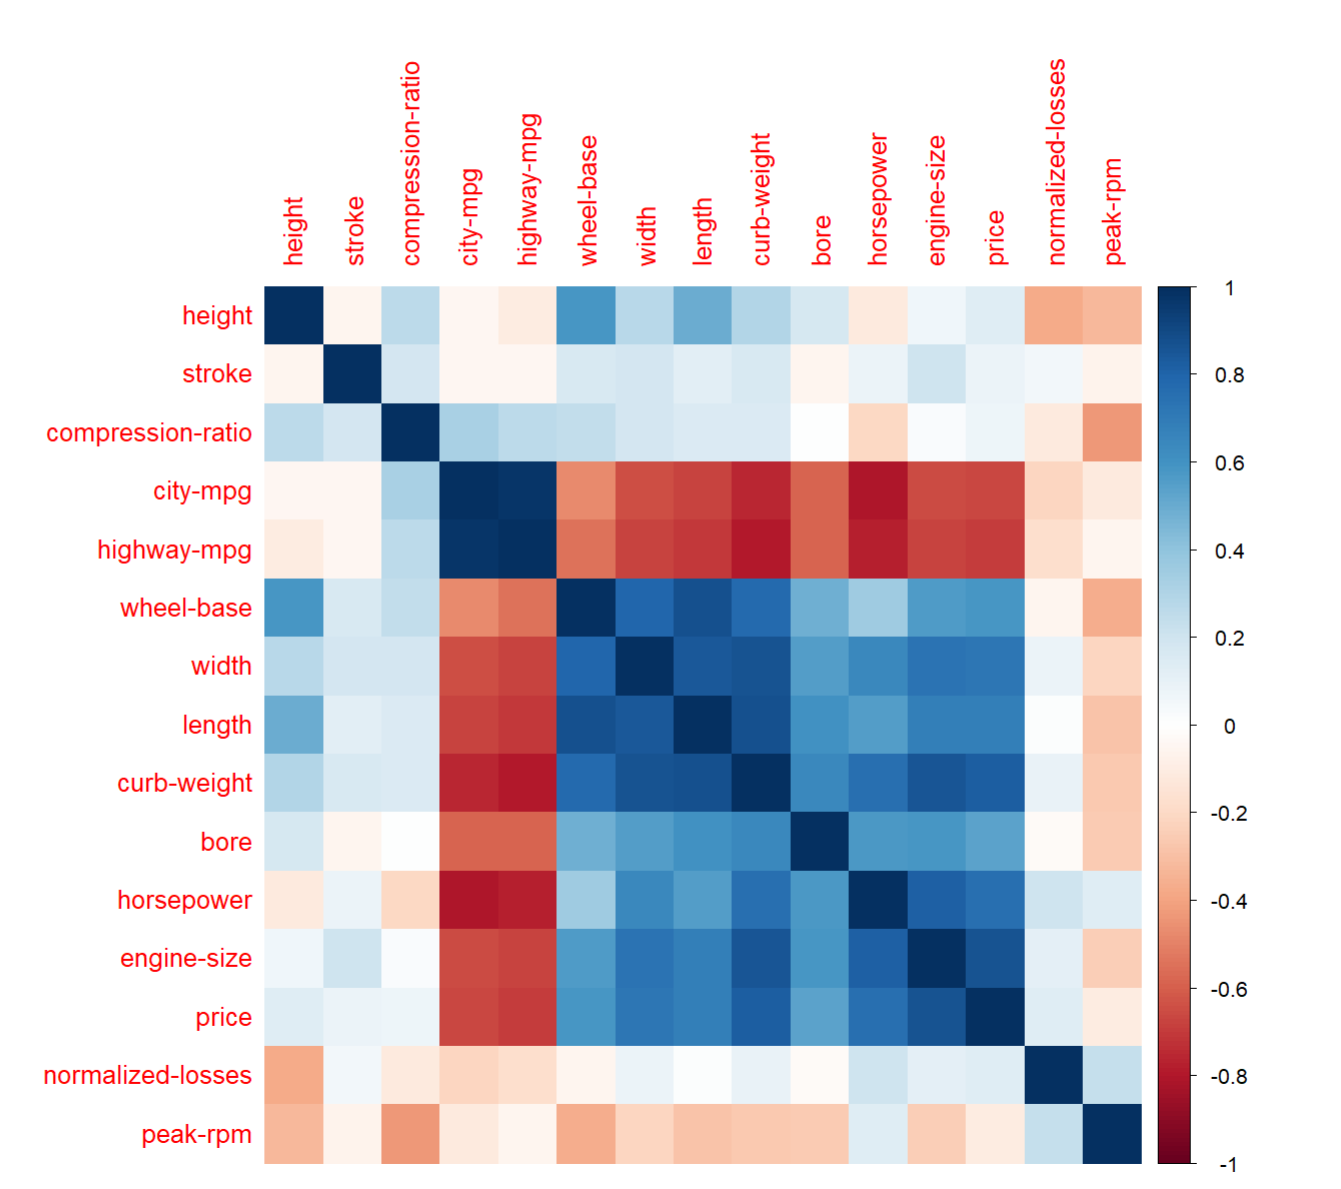 height
stroke
compression-ratio
city-mpg
highway-mpg
wheel-base
width
length
curb-weight
bore
horsepower
engine-size
price
normalized-losses
peak-rpm
height
stroke
compression-ratio
city-mpg
highway-mpg
wheel-base
width
length
curb-weight
bore
horsepower
engine-size
price
normalized-losses
peak-rpm
1
0.8
0.6
0.4
0.2
0
-0.2
-0.4
-0.6
-0.8
-1